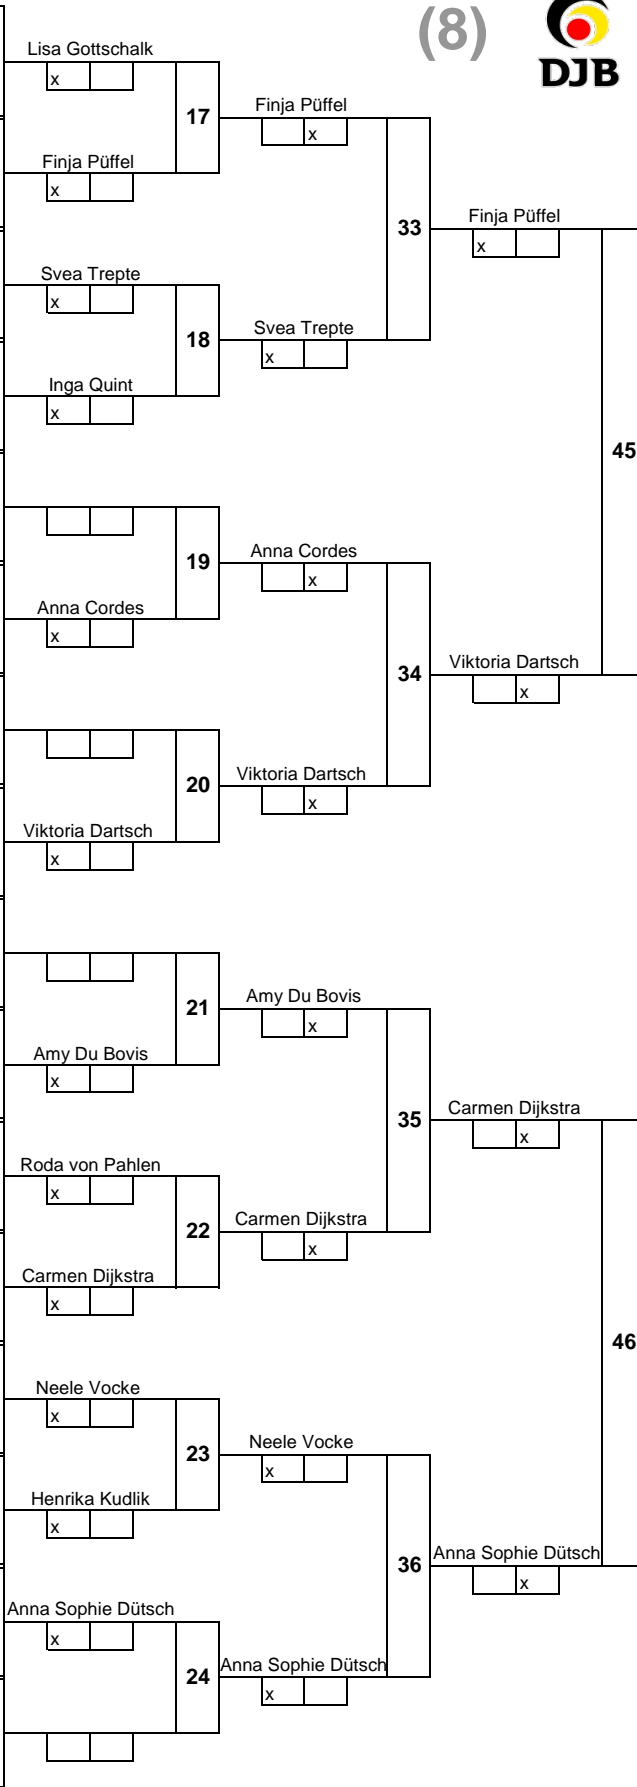 (8)
DJB
Lisa Gottschalk
x
17
Finja Püffel
x
Finja Püffel
x
33
Finja Püffel
x
Svea Trepte
x
18
Svea Trepte
x
Inga Quint
x
45
19
Anna Cordes
x
Anna Cordes
x
34
Viktoria Dartsch
x
20
Viktoria Dartsch
x
Viktoria Dartsch
x
21
Amy Du Bovis
x
Amy Du Bovis
x
35
Carmen Dijkstra
x
Roda von Pahlen
x
22
Carmen Dijkstra
x
Carmen Dijkstra
x
46
Neele Vocke
x
23
Neele Vocke
x
Henrika Kudlik
x
36
Anna Sophie Dütsch
x
Anna Sophie Dütsch
x
24
Anna Sophie Dütsch
x